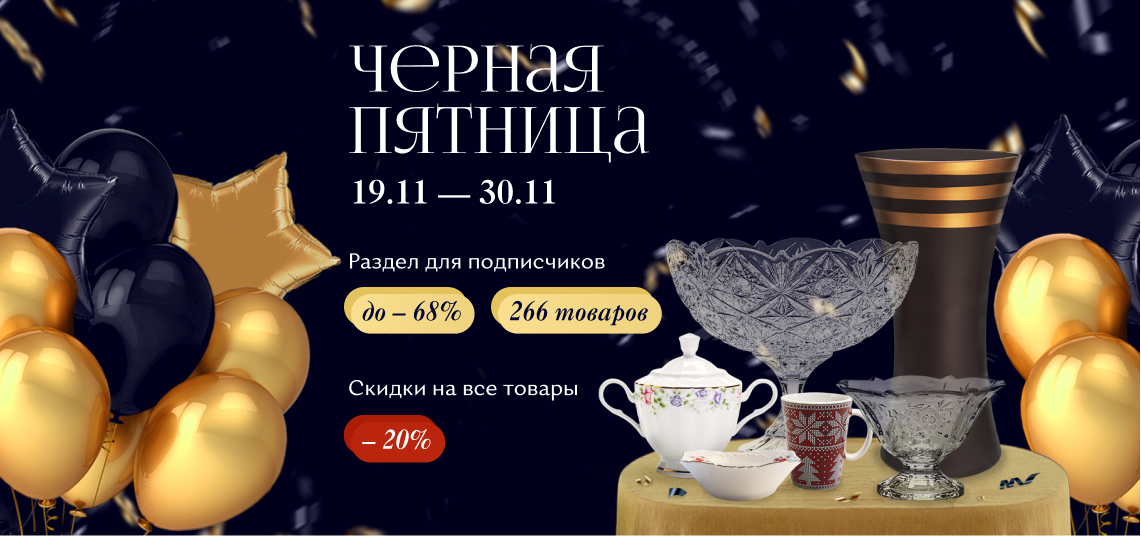 черная
пятница
19.11 — 30.11
Раздел для подписчиков
до – 68%
266 товаров
Скидки на все товары
– 20%